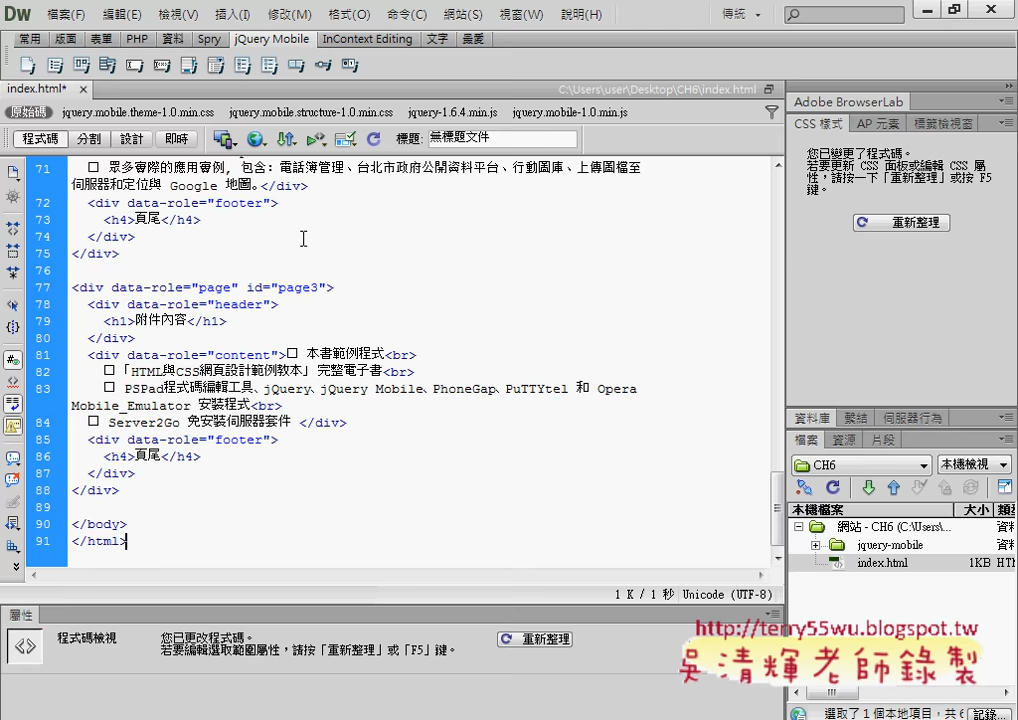 Dw 檔案(F) 編輯(E) 檢視(V) 插入(I) 修改(M) 格式(O) 命令(C) 網站(S) 視窗(W) 說明(H) 傳統
常用 版面 表單 PHP 資料 Spry jQuery Mobile InContext Editing 文字 最愛
index.html* C:\Users\user\Desktop\CH6\index.html
原始碼 jquery.mobile.theme-1.0.min.css jquery.mobile.structure-1.0.min.css jquery-1.6.4.min.js jquery.mobile-1.0.min.js
程式碼 分割 設計 即時 標題: 無標題文件
71 □ 眾多實際的應用實例, 包含: 電話簿管理、台北市政府公開資料平台、行動圖庫、上傳圖檔至
伺服器和定位與 Google 地圖。</div>
72 <div data-role="footer">
73 <h4>頁尾</h4>
74 </div>
75 </div>
76
77 <div data-role="page" id="page3">
78 <div data-role="header">
79 <h1>附件內容</h1>
80 </div>
81 <div data-role="content">□ 本書範例程式<br>
82 □「HTML與CSS網頁設計範例教本」 完整電子書<br>
83 □ PSPad程式碼編輯工具、jQuery、jQuery Mobile、PhoneGap、PuTTYtel 和 Opera
Mobile_Emulator 安裝程式<br>
84 □ Server2Go 免安裝伺服器套件 </div>
85 <div data-role="footer">
86 <h4>頁尾</h4>
87 </div>
88 </div>
89
90 </body>
91 </html>
1 K / 1 秒 Unicode (UTF-8)
屬性
程式碼檢視 您已更改程式碼。
若要編輯選取範圍屬性，請按「重新整理」或「F5」鍵。
重新整理
Adobe BrowserLab
CSS 樣式 AP 元素 標籤檢視窗
您已變更了程式碼。
若要更新 CSS 面板或編輯 CSS 屬
性，請按一下「重新整理」或按 F5
鍵。
重新整理
資料庫 繫結 伺服器行為
檔案 資源 片段
CH6 本機檢視
本機檔案 大小 類
網站 - CH6 (C:\Users\... 資
jquery-mobile 資
index.html 1KB HT
http://terry55wu.blogspot.tw
吳清輝老師錄製
選取了 1 個本地項目，共 6 記錄...